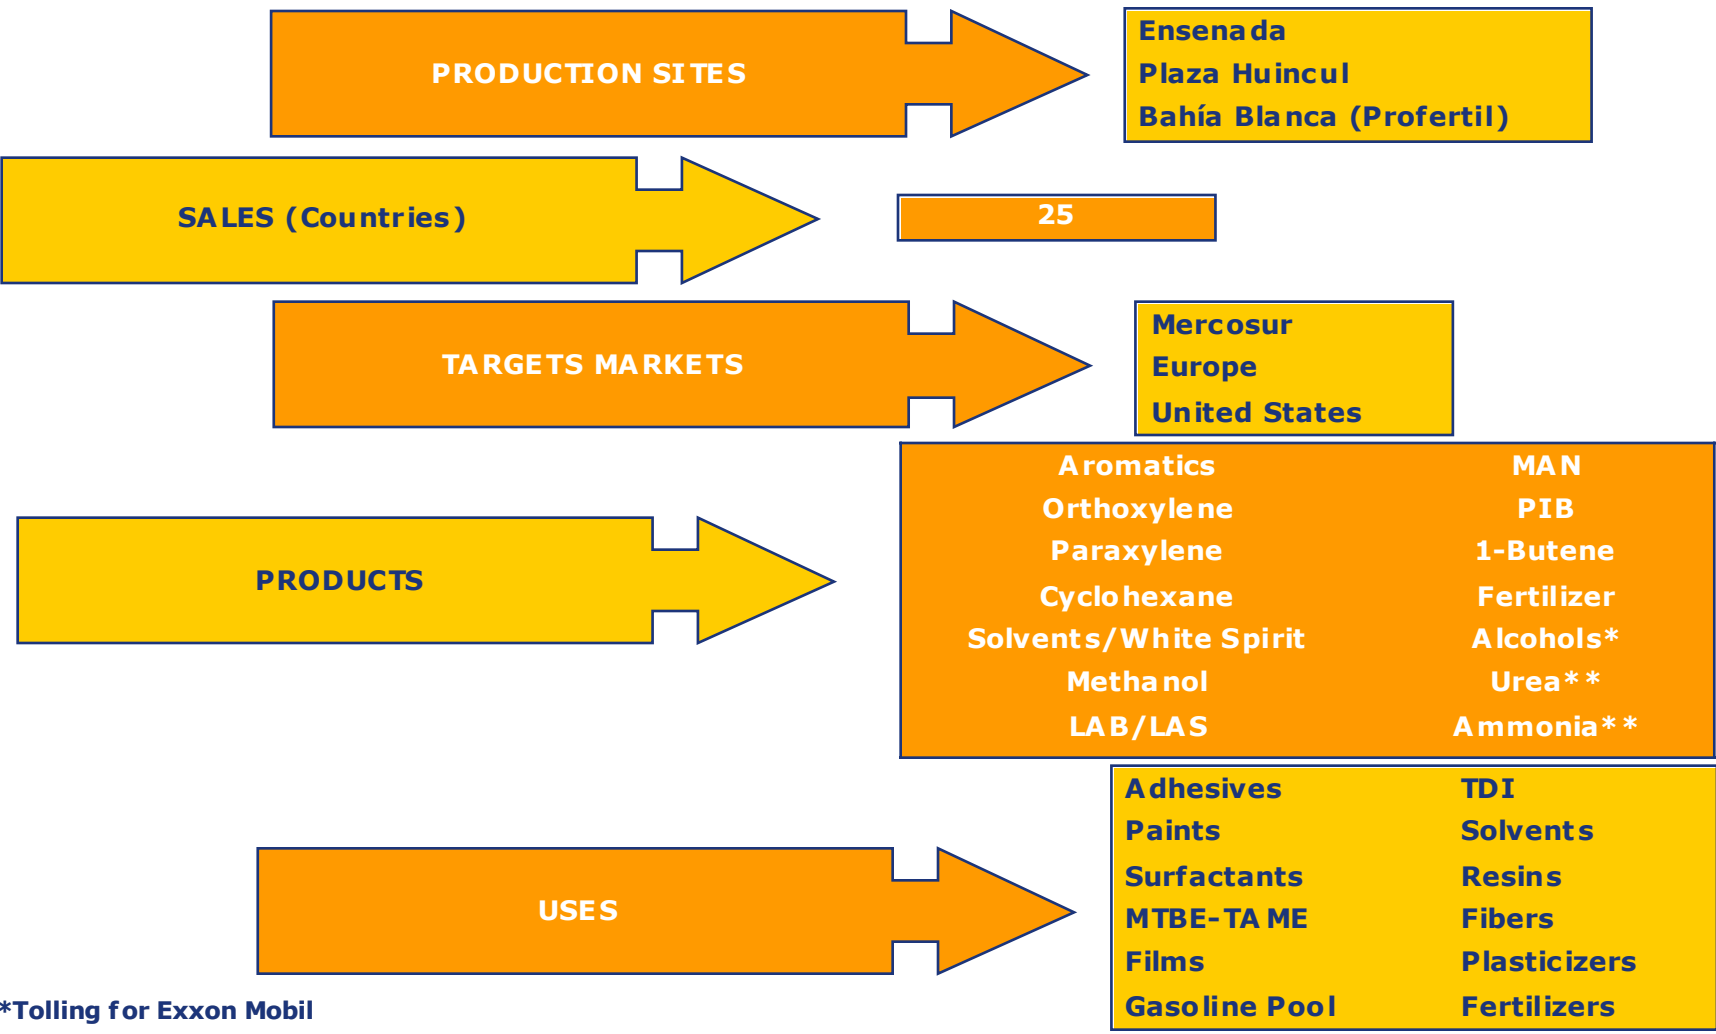 PRODUCTION SITES
Ensenada
Plaza Huincul
Bahía Blanca (Profertil)
SALES (Countries)
25
TARGETS MARKETS
Mercosur
Europe
United States
PRODUCTS
Aromatics MAN
Orthoxylene PIB
Paraxylene 1-Butene
Cyclohexane Fertilizer
Solvents/White Spirit Alcohols*
Methanol Urea**
LAB/LAS Ammonia**
USES
Adhesives TDI
Paints Solvents
Surfactants Resins
MTBE-TAME Fibers
Films Plasticizers
Gasoline Pool Fertilizers
*Tolling for Exxon Mobil